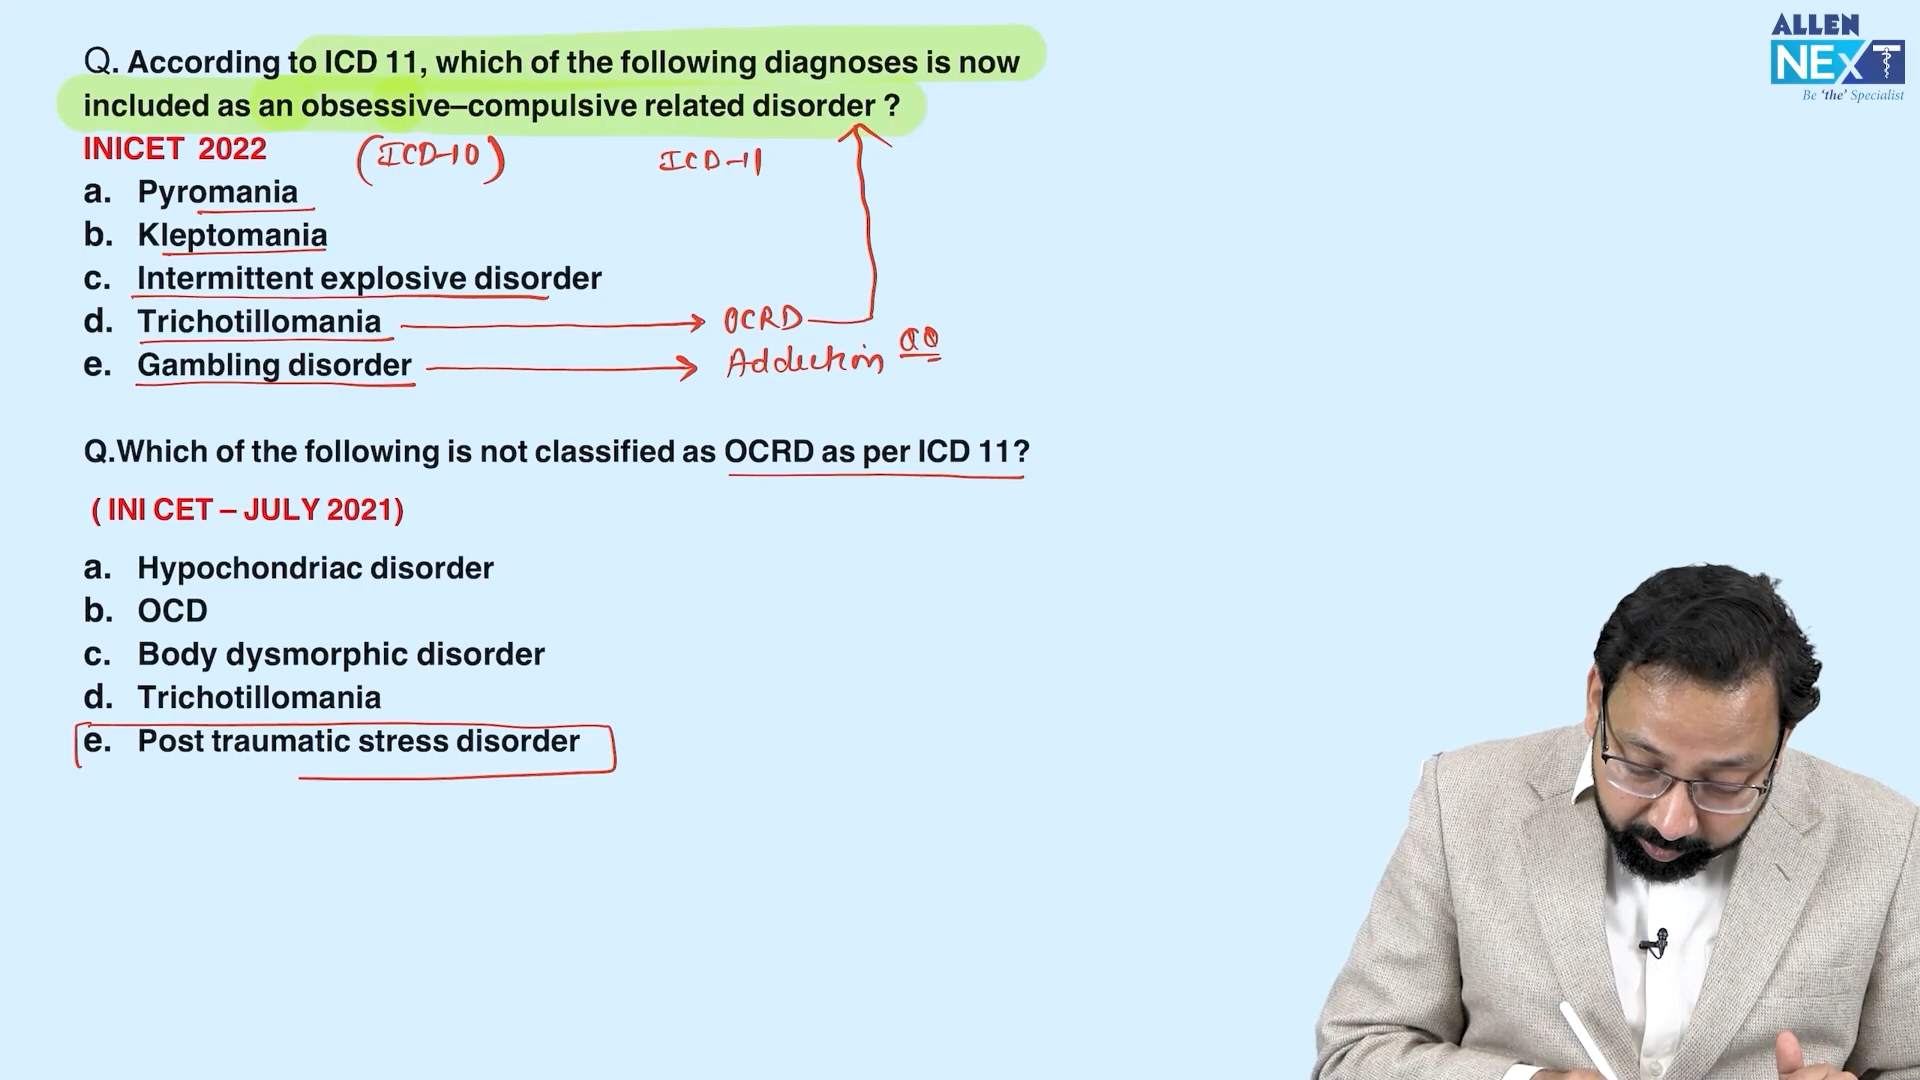 ALLEN
NEXT
Be 'the' Specialist
Q. According to ICD 11, which of the following diagnoses is now
included as an obsessive–compulsive related disorder ?
INICET 2022
(ICD-10) ICD-11
a. Pyromania
b. Kleptomania
c. Intermittent explosive disorder
d. Trichotillomania OCRD
e. Gambling disorder Addiction
Q.Which of the following is not classified as OCRD as per ICD 11?
( INI CET – JULY 2021)
a. Hypochondriac disorder
b. OCD
c. Body dysmorphic disorder
d. Trichotillomania
e. Post traumatic stress disorder